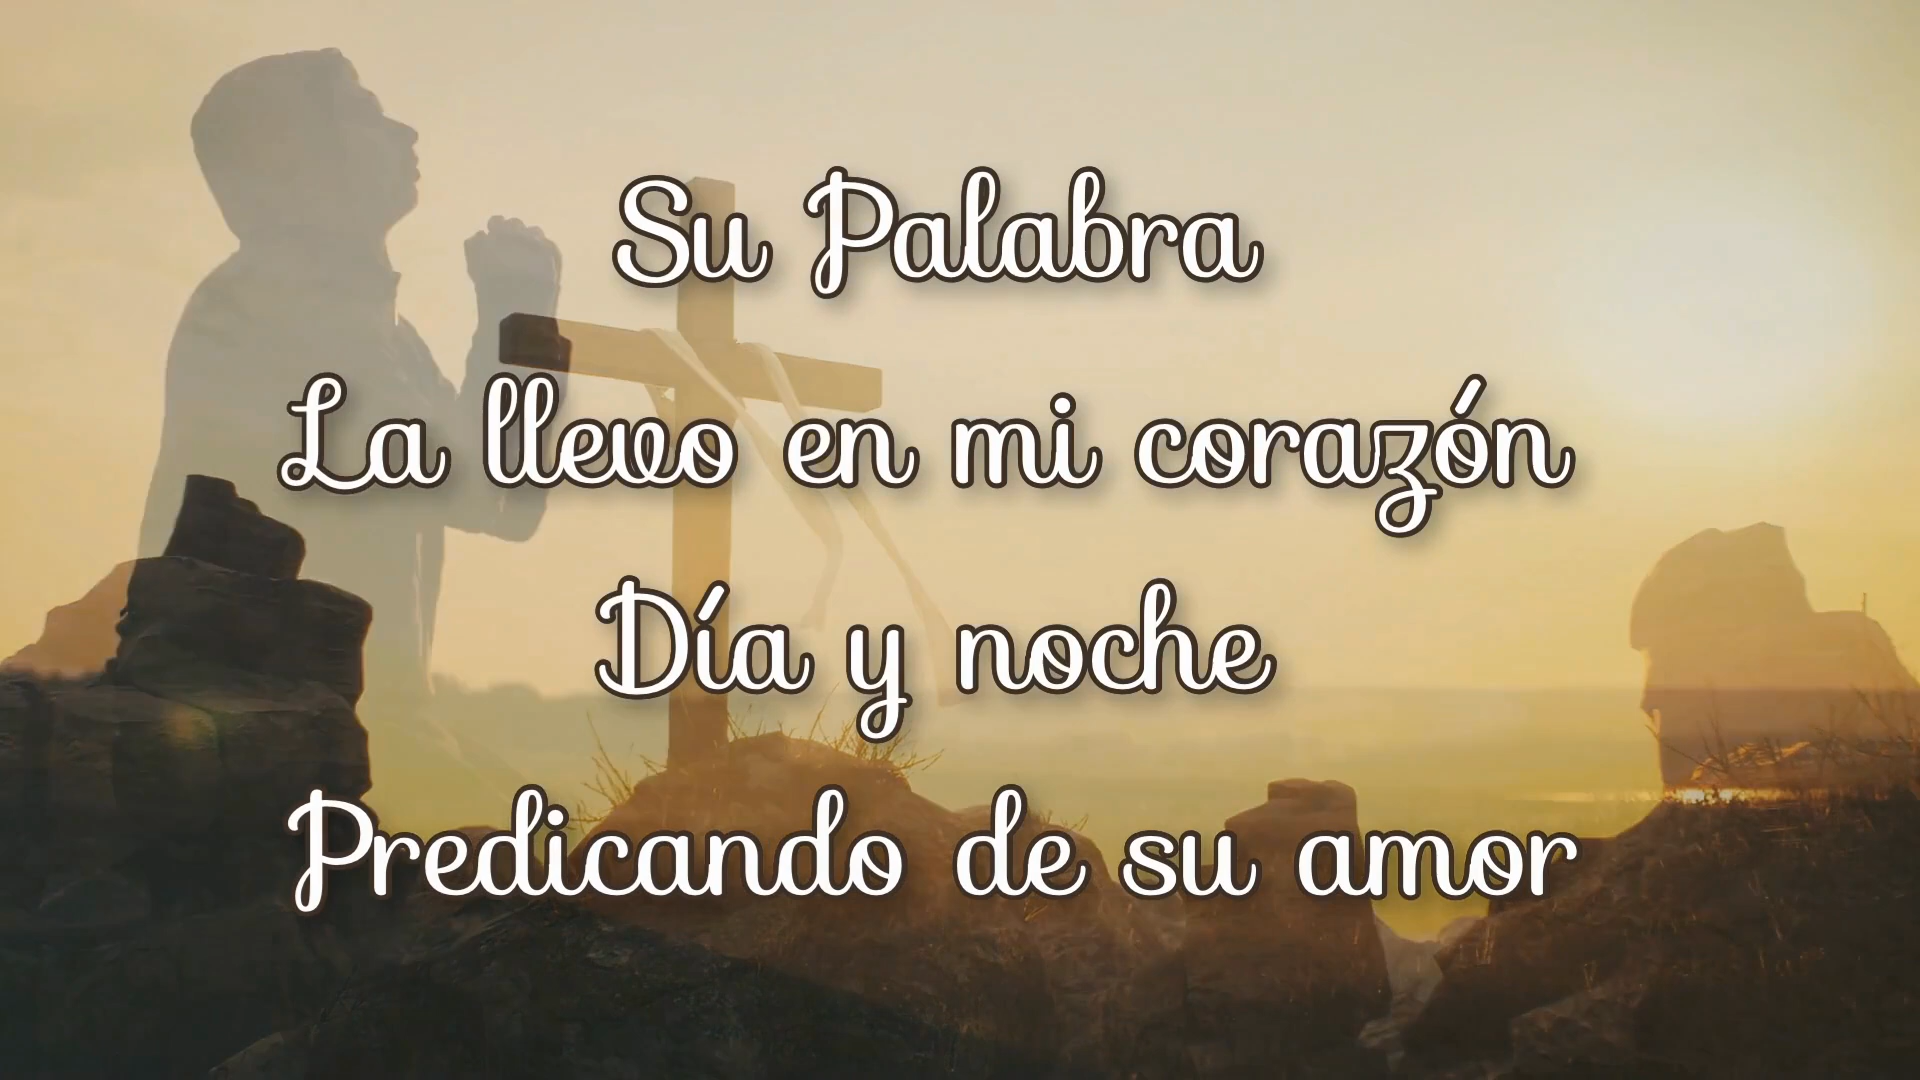 Su Palabra
La llevo en mi corazón
Día y noche
Predicando de su amor